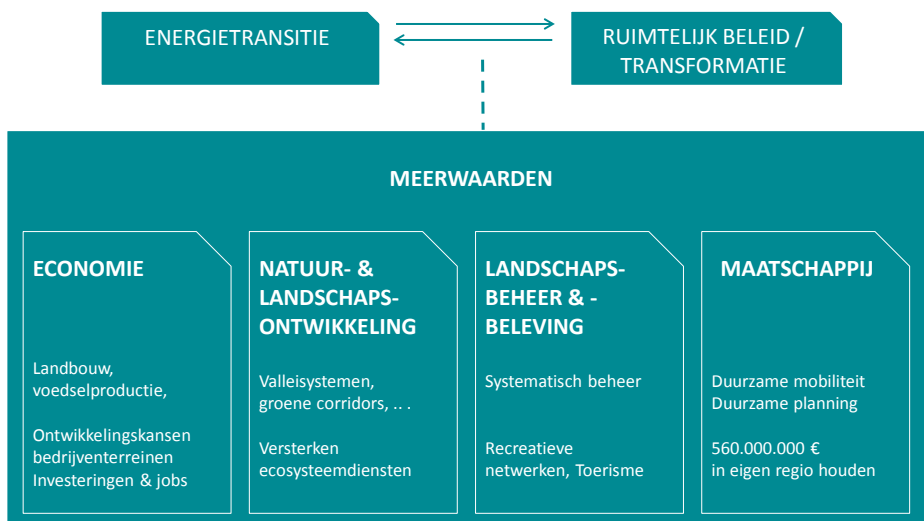 ENERGIETRANSITIE
RUIMTELIJK BELEID /
TRANSFORMATIE
MEERWAARDEN
ECONOMIE
Landbouw,
voedselproductie,
Ontwikkelingskansen
bedrijventerreinen
Investeringen & jobs
NATUUR- &
LANDSCHAPS-
ONTWIKKELING
Valleisystemen,
groene corridors, .. .
Versterken
ecosysteemdiensten
LANDSCHAPS-
BEHEER & -
BELEVING
Systematisch beheer
Recreatieve
netwerken, Toerisme
MAATSCHAPPIJ
Duurzame mobiliteit
Duurzame planning
560.000.000 €
in eigen regio houden